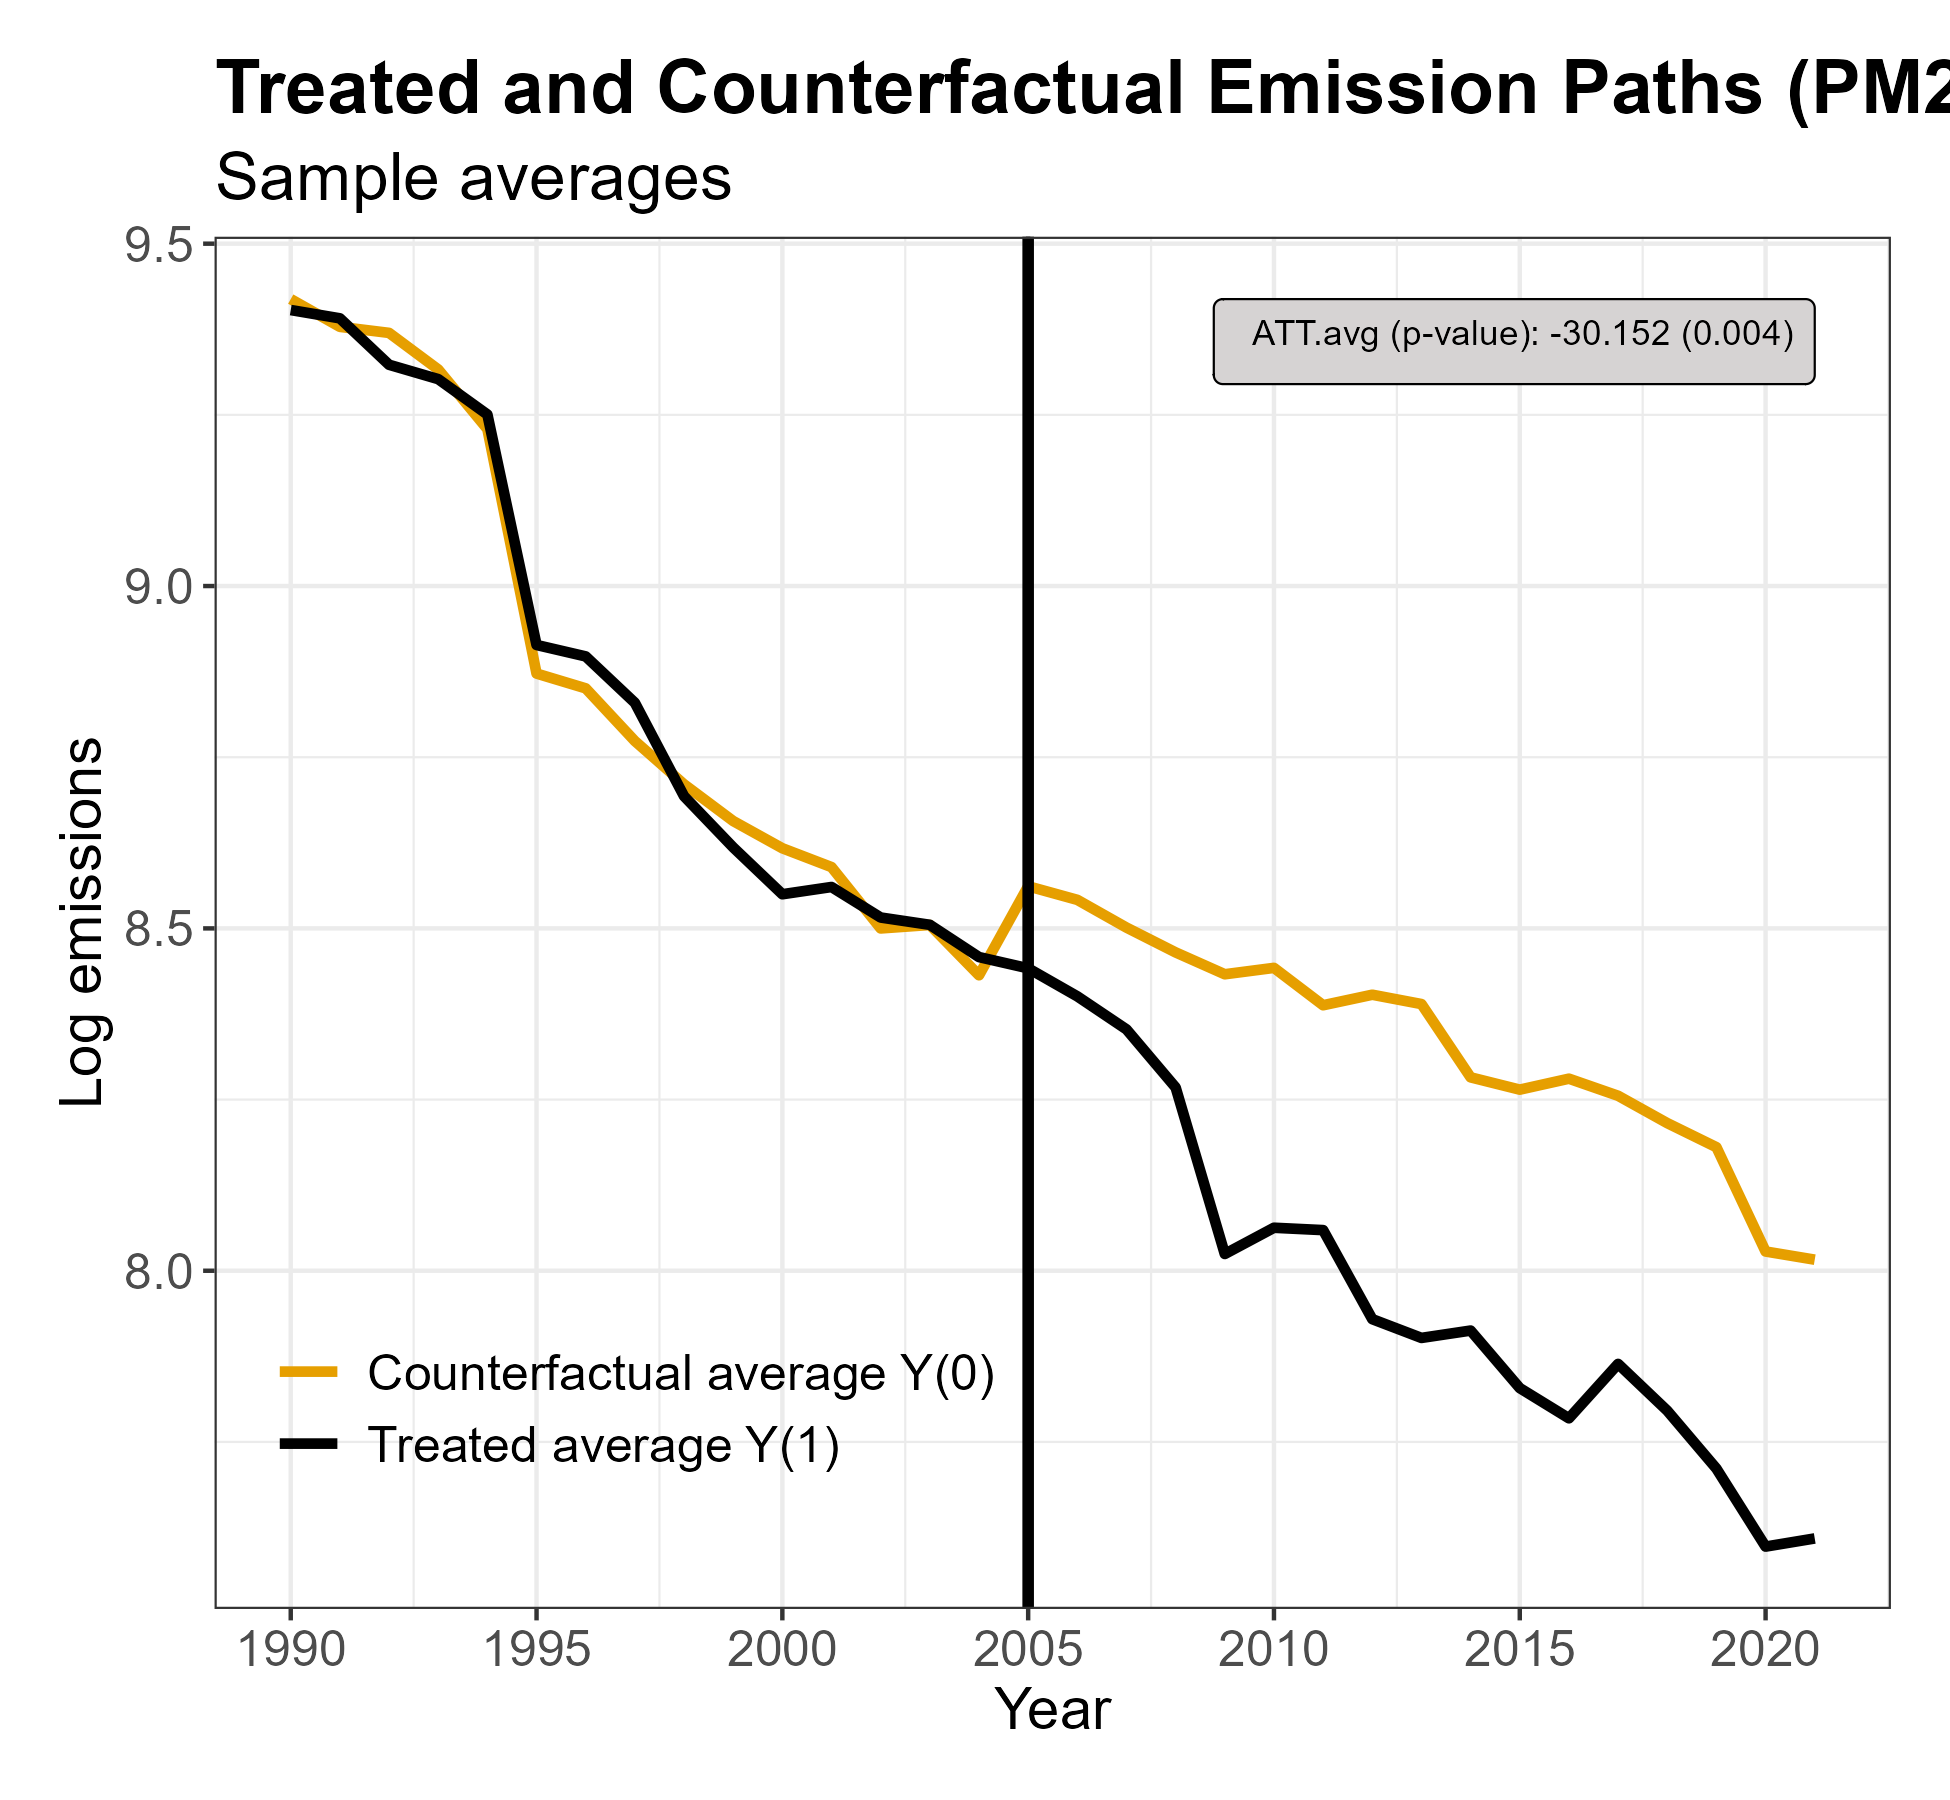 Treated and Counterfactual Emission Paths (PM2
Sample averages
9.5
ATT.avg (p-value): -30.152 (0.004)
9.0
Log emissions
8.5
8.0
Counterfactual average Y(0)
Treated average Y(1)
1990 1995 2000 2005 2010 2015 2020
Year